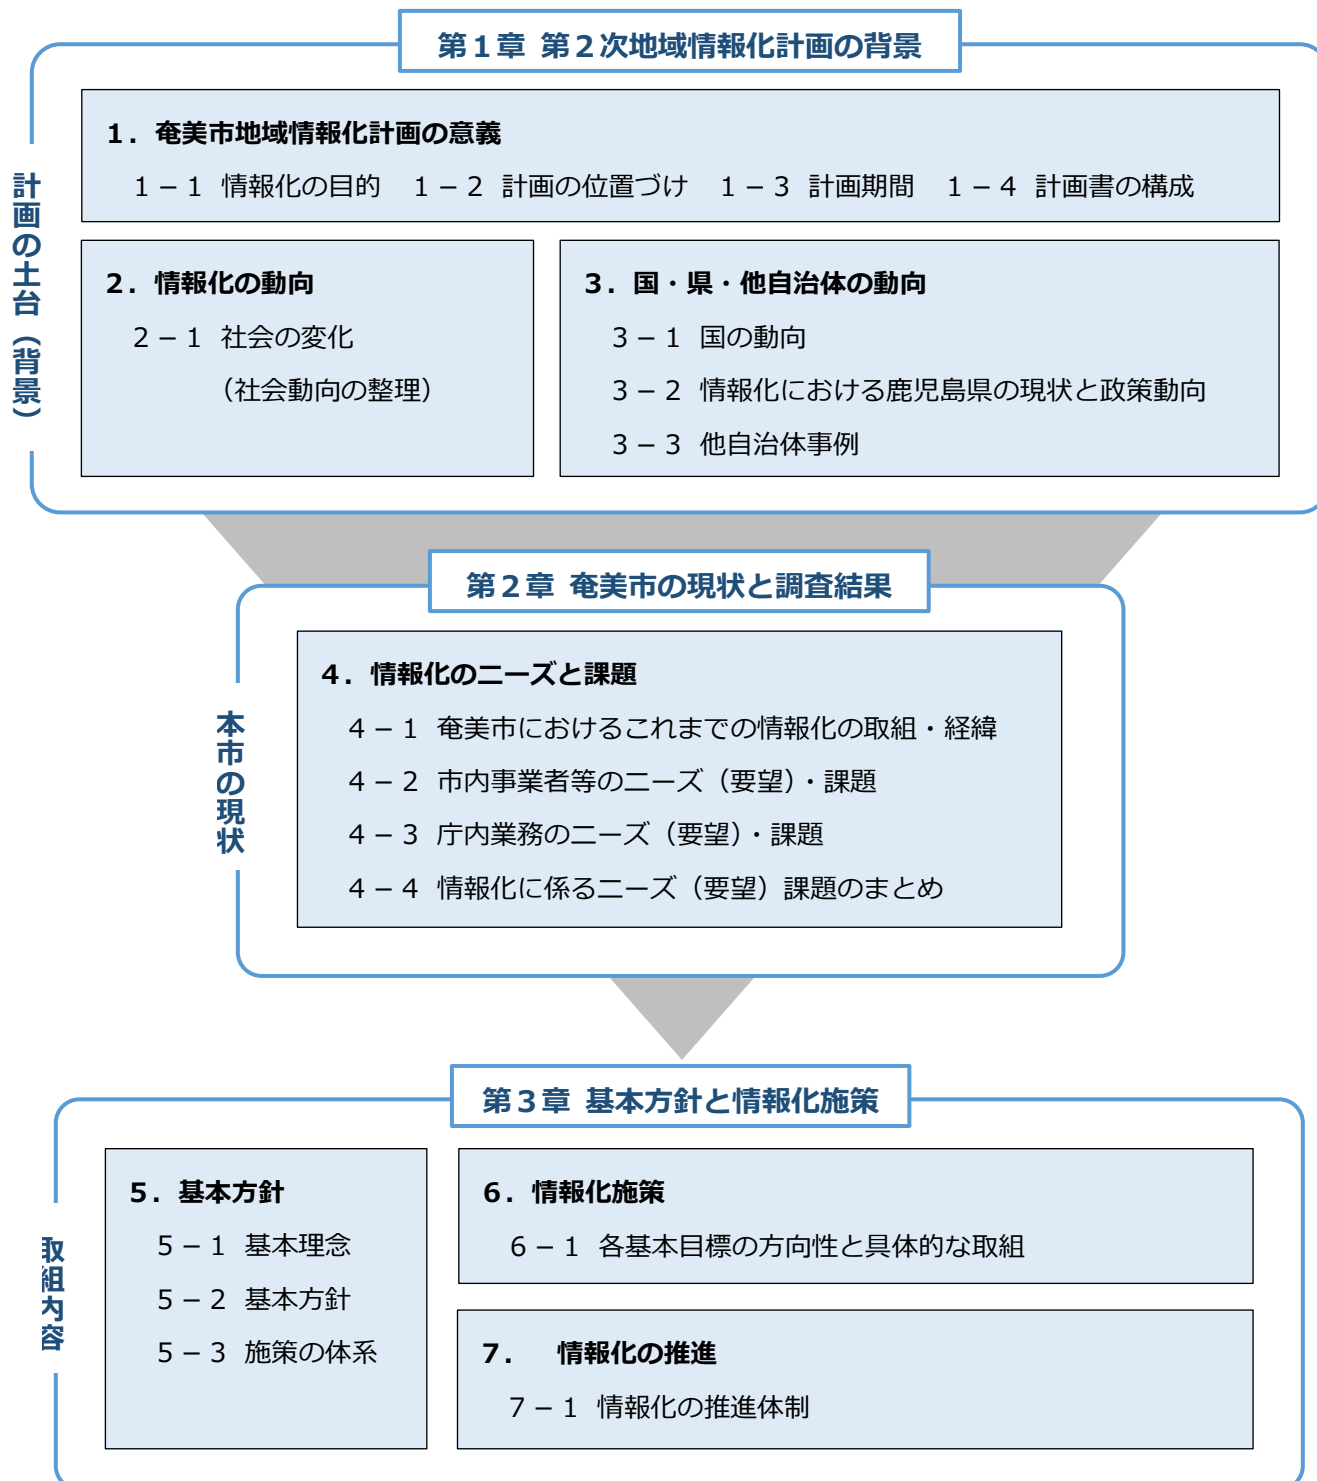 第１章 第２次地域情報化計画の背景
計画の土台（背景）
１．奄美市地域情報化計画の意義
１－１ 情報化の目的　１－２ 計画の位置づけ　１－３ 計画期間　１－４ 計画書の構成
２．情報化の動向
２－１ 社会の変化
（社会動向の整理）
３．国・県・他自治体の動向
３－１ 国の動向
３－２ 情報化における鹿児島県の現状と政策動向
３－３ 他自治体事例
第２章 奄美市の現状と調査結果
本市の現状
４．情報化のニーズと課題
４－１ 奄美市におけるこれまでの情報化の取組・経緯
４－２ 市内事業者等のニーズ（要望）・課題
４－３ 庁内業務のニーズ（要望）・課題
４－４ 情報化に係るニーズ（要望）課題のまとめ
第３章 基本方針と情報化施策
取組内容
５．基本方針
５－１ 基本理念
５－２ 基本方針
５－３ 施策の体系
６．情報化施策
６－１ 各基本目標の方向性と具体的な取組
７．　情報化の推進
７－１ 情報化の推進体制